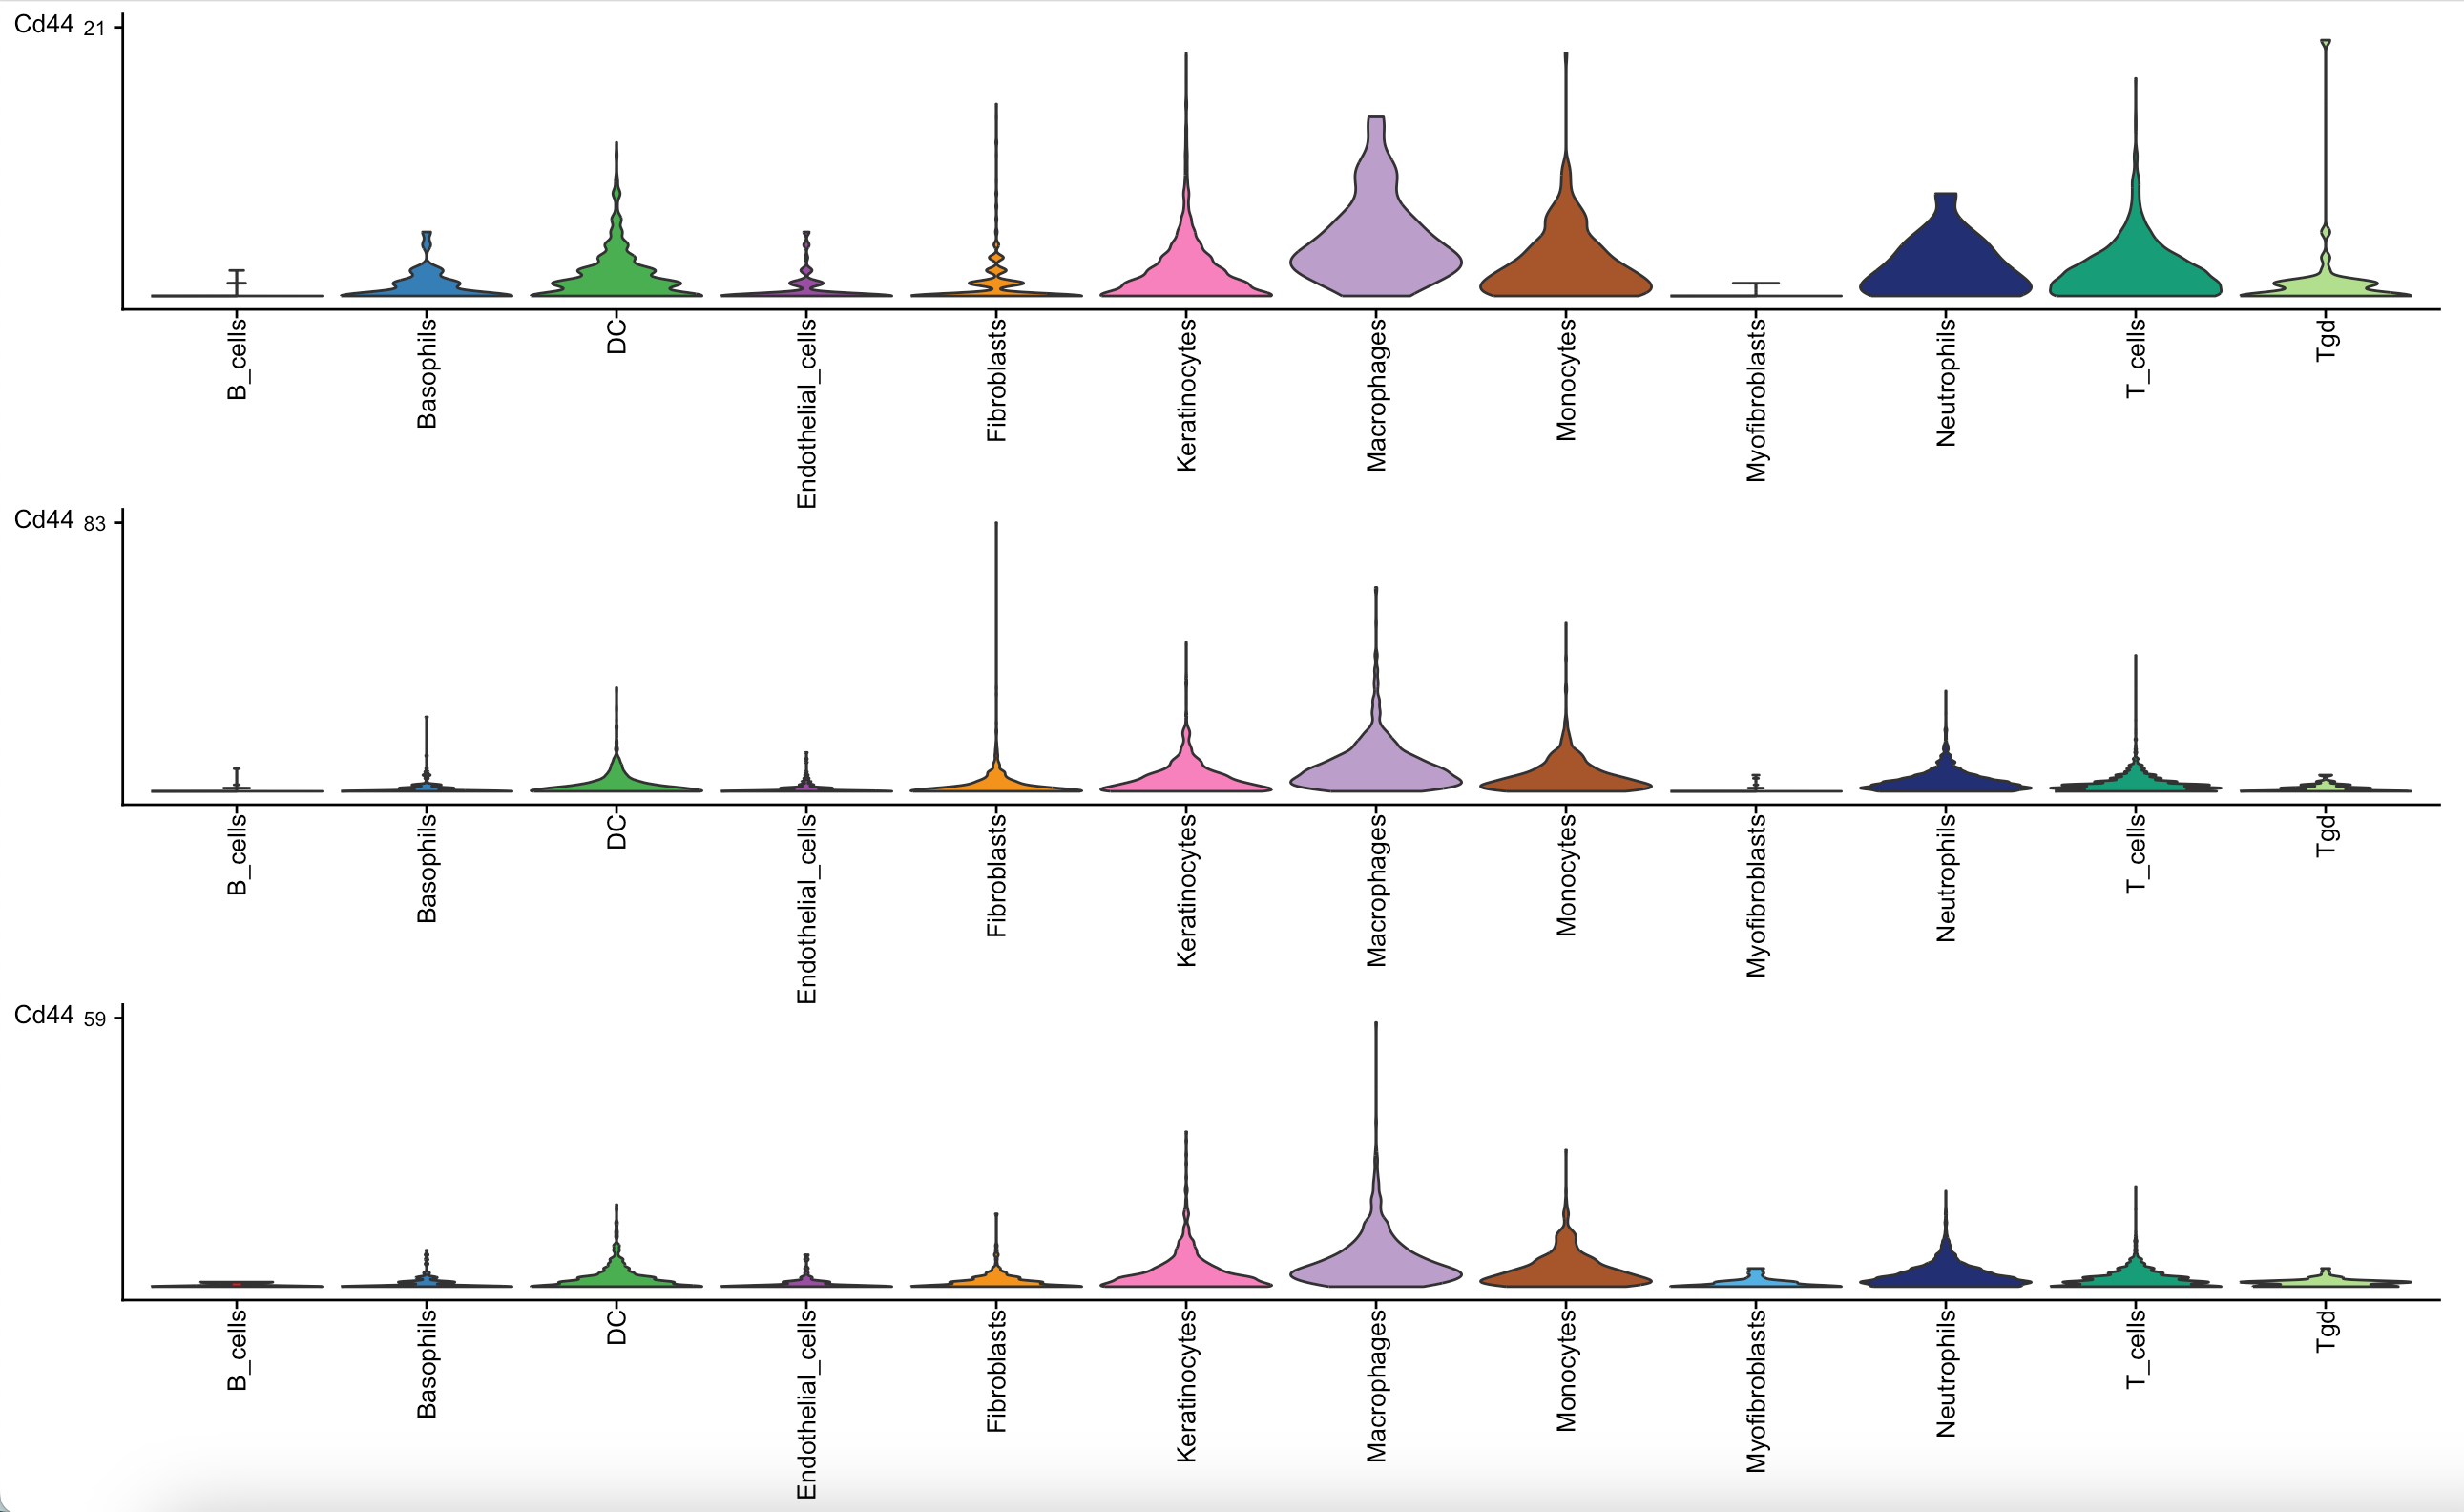 Cd44 21
B_cells
Basophils
DC
Endothelial_cells
Fibroblasts
Keratinocytes
Macrophages
Monocytes
Myofibroblasts
Neutrophils
T_cells
Tgd
Cd44 83
B_cells
Basophils
DC
Endothelial_cells
Fibroblasts
Keratinocytes
Macrophages
Monocytes
Myofibroblasts
Neutrophils
T_cells
Tgd
Cd44 59
B_cells
Basophils
DC
Endothelial_cells
Fibroblasts
Keratinocytes
Macrophages
Monocytes
Myofibroblasts
Neutrophils
T_cells
Tgd